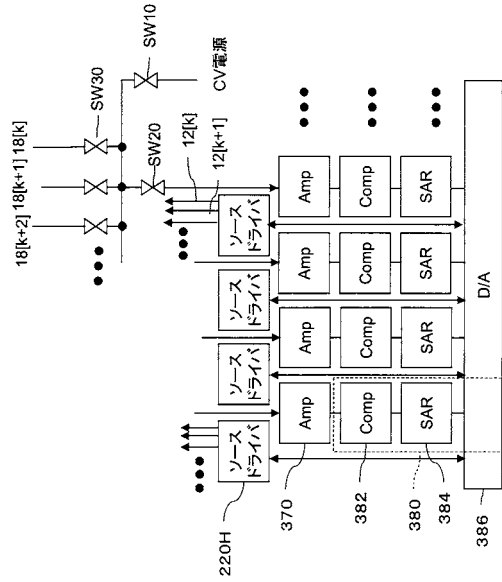 18[k+2]
18[k+1]
18[k]
SW30
SW10
SW20
CV電源
12[k]
12[k+1]
220H
ソース
ドライバ
ソース
ドライバ
ソース
ドライバ
ソース
ドライバ
370
Amp
Amp
Amp
Amp
382
Comp
Comp
Comp
Comp
380
384
SAR
SAR
SAR
SAR
386
D/A